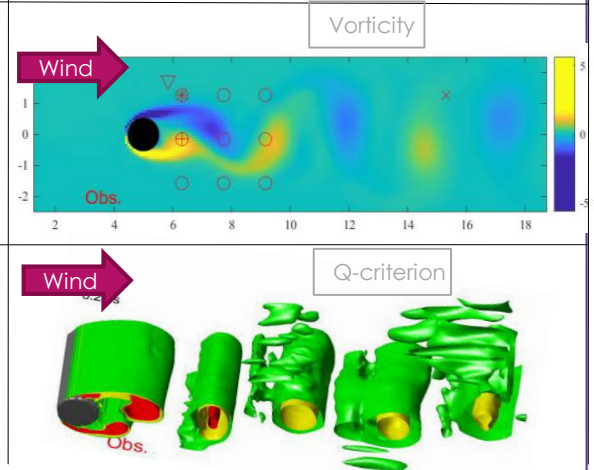 Vorticity
Wind
5
1
0
0
-1
-2
Obs.
-5
2 4 6 8 10 12 14 16 18
Wind
Q-criterion
Obs.